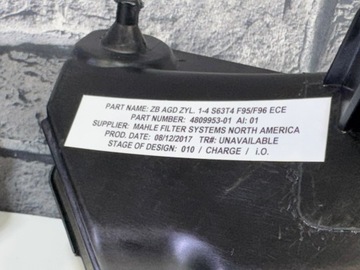 PART NAME: ZB AGD ZYL. 1-4 S63T4 F95/F96 ECE
PART NUMBER: 4809953-01 AI: 01
SUPPLIER: MAHLE FILTER SYSTEMS NORTH AMERICA
PROD. DATE: 08/12/2017 TR#: UNAVAILABLE
STAGE OF DESIGN: 010 / CHARGE / i.O.